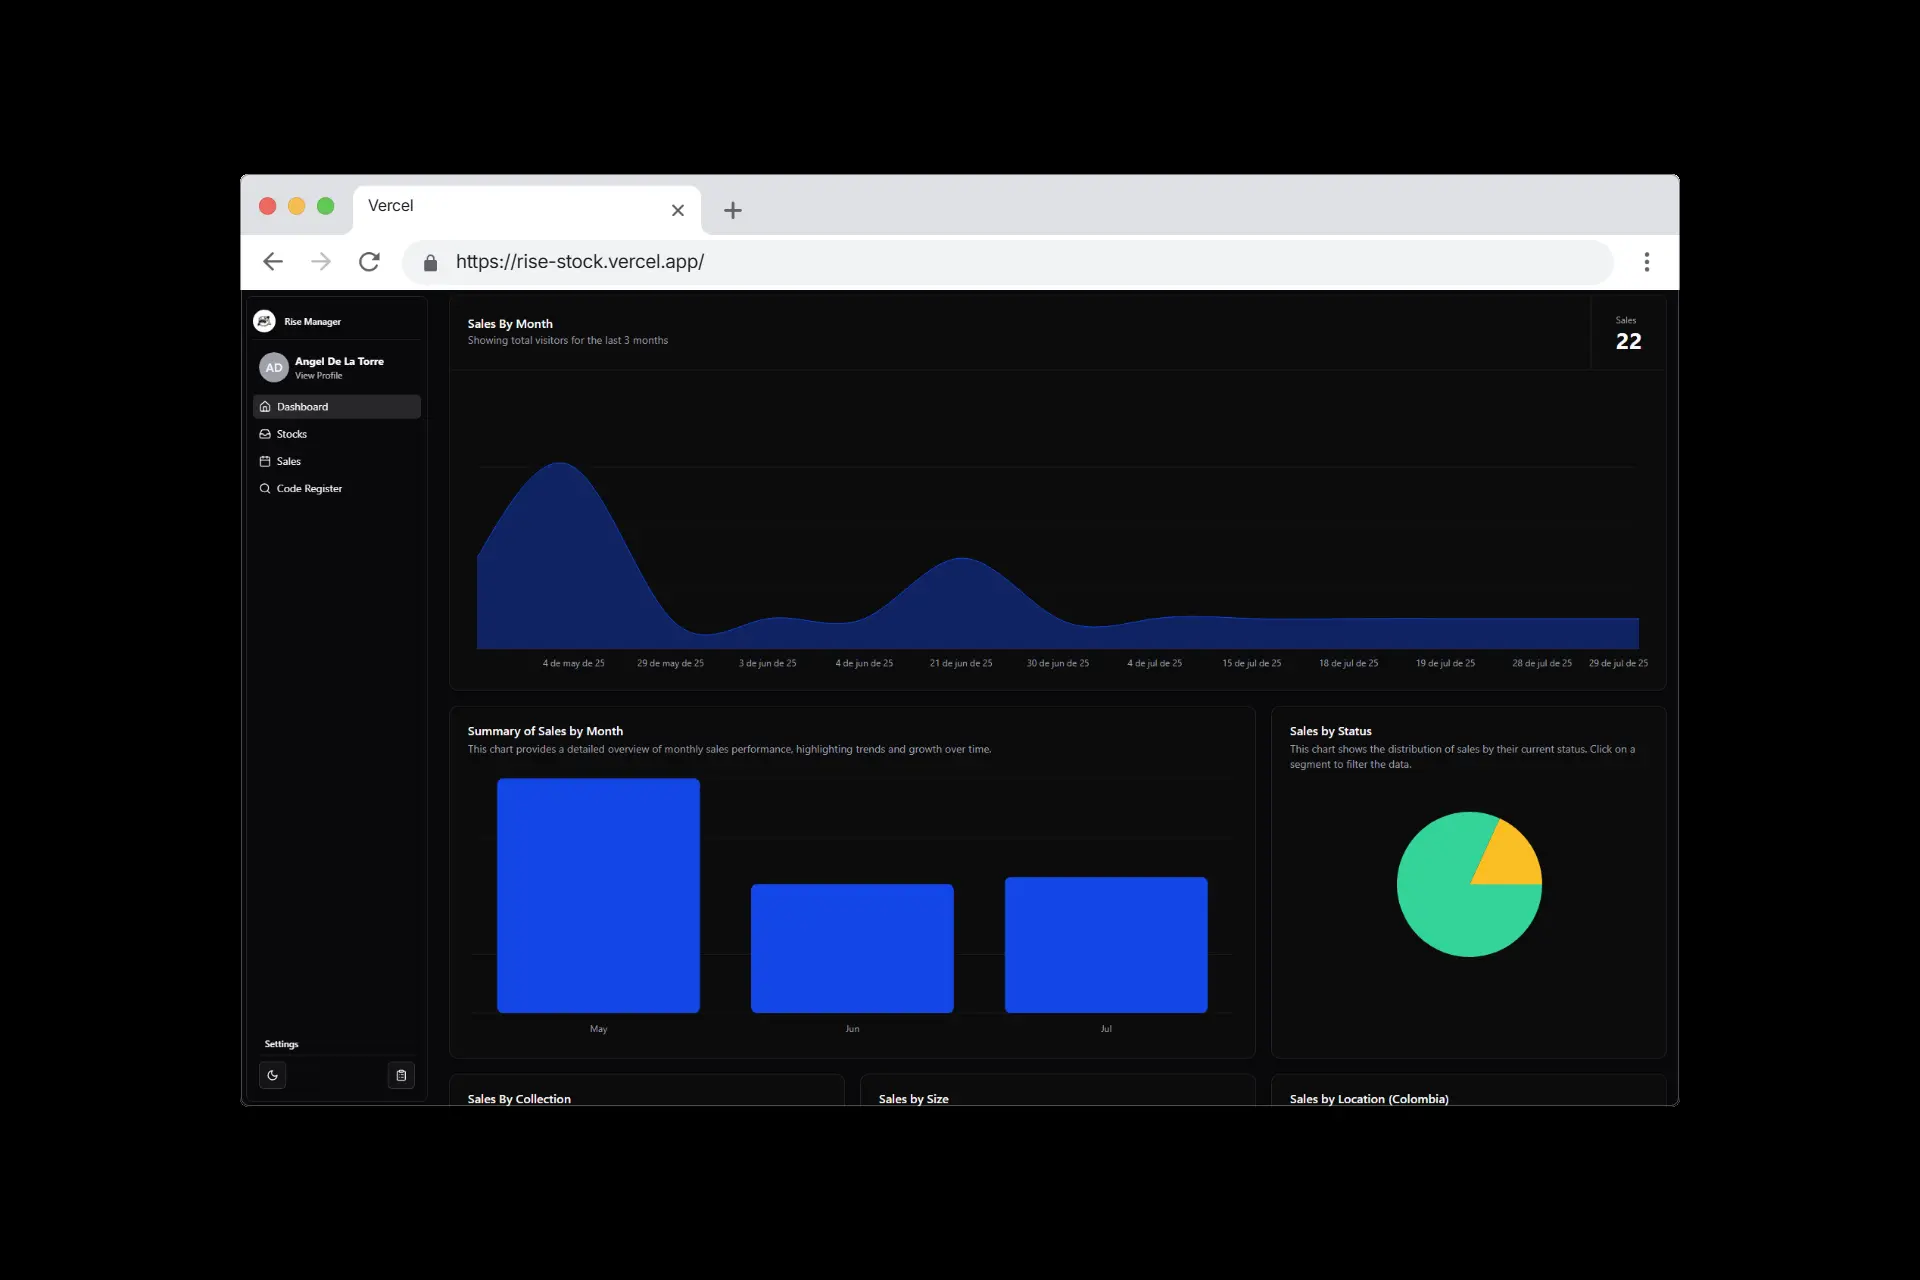 Vercel
https://rise-stock.vercel.app/
Rise Manager
AD
Angel De La Torre
View Profile
Dashboard
Stocks
Sales
Code Register
Settings
Sales By Month
Showing total visitors for the last 3 months
Sales
22
4 de may de 25
29 de may de 25
3 de jun de 25
4 de jun de 25
21 de jun de 25
30 de jun de 25
4 de jul de 25
15 de jul de 25
18 de jul de 25
19 de jul de 25
28 de jul de 25
29 de jul de 25
Summary of Sales by Month
This chart provides a detailed overview of monthly sales performance, highlighting trends and growth over time.
May
Jun
Jul
Sales by Status
This chart shows the distribution of sales by their current status. Click on a
segment to filter the data.
Sales By Collection
Sales by Size
Sales by Location (Colombia)